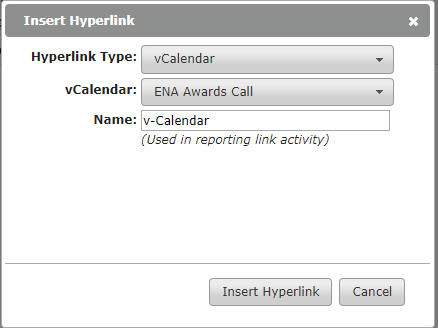 Insert Hyperlink
Hyperlink Type: vCalendar
vCalendar: ENA Awards Call
Name: v-Calendar
(Used in reporting link activity)
Insert Hyperlink Cancel